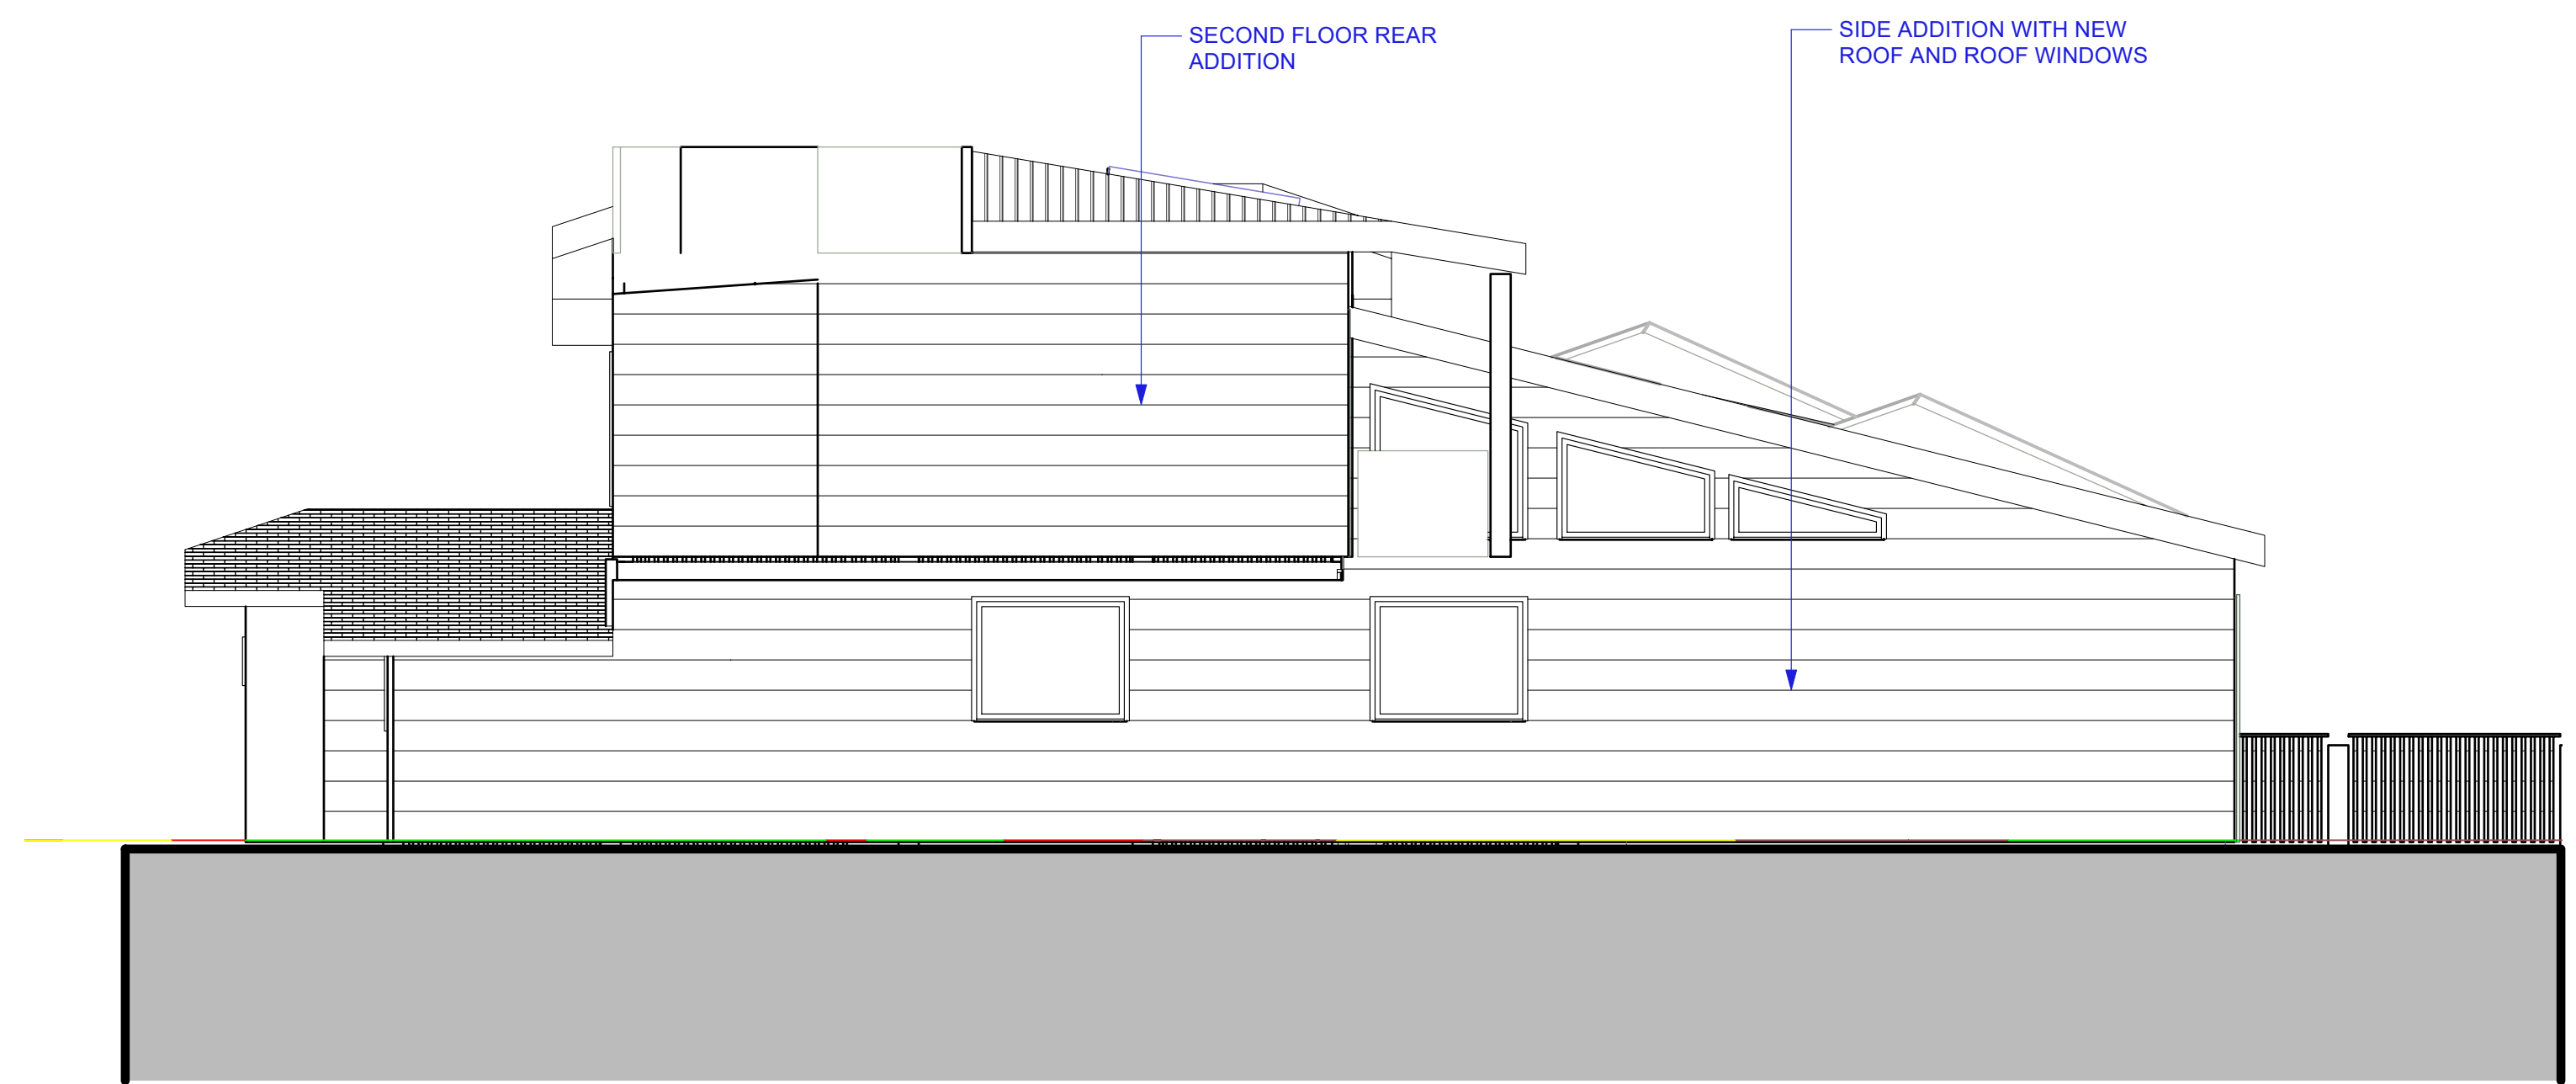 SECOND FLOOR REAR
ADDITION
SIDE ADDITION WITH NEW
ROOF AND ROOF WINDOWS